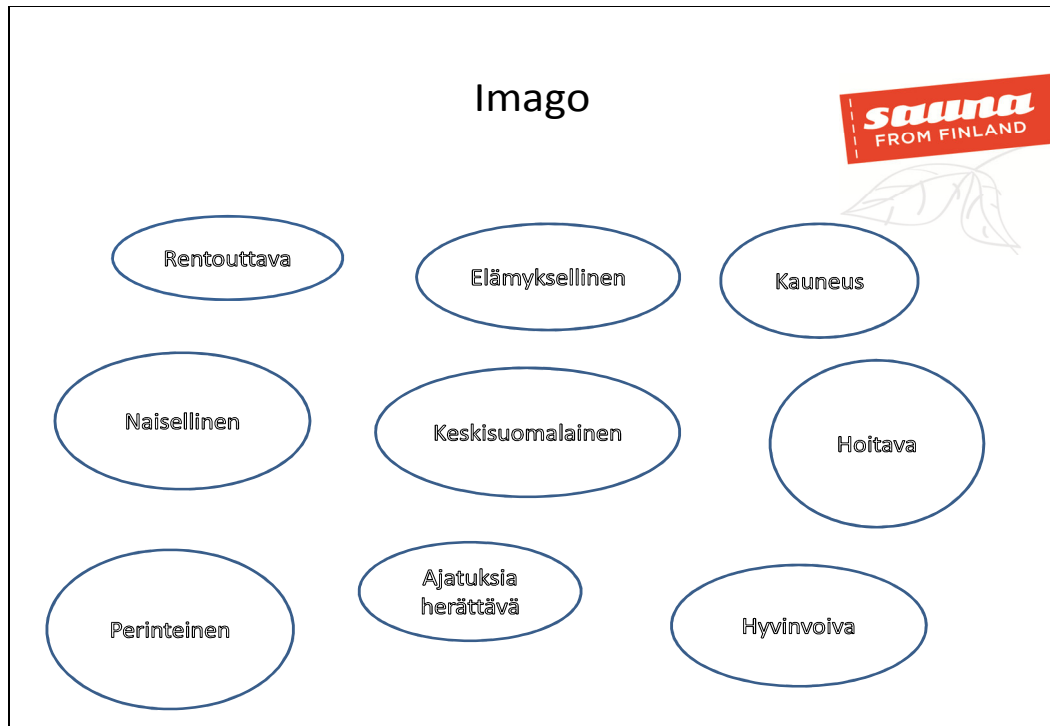 Imago
sauna
FROM FINLAND
Rentouttava
Elämyksellinen
Kauneus
Naisellinen
Keskisuomalainen
Hoitava
Perinteinen
Ajatuksia
herättävä
Hyvinvoiva